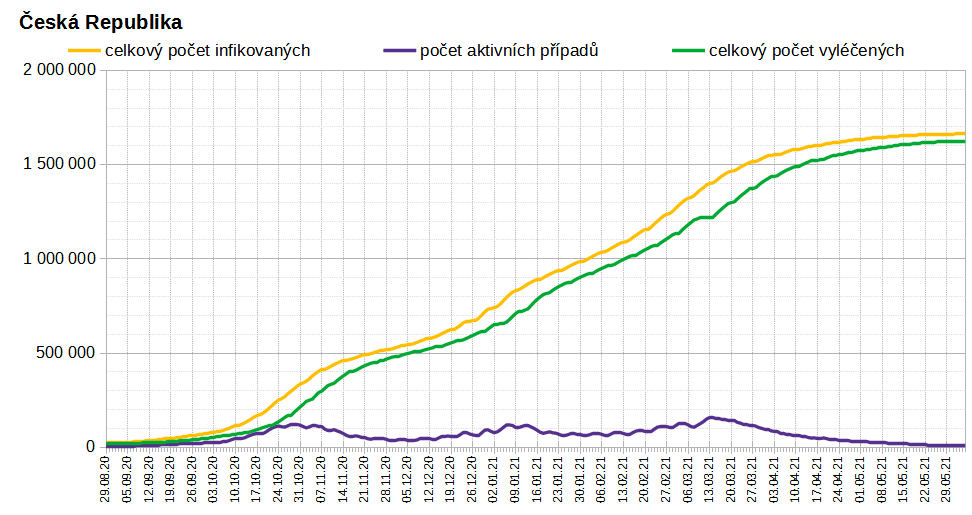 Česká Republika
celkový počet infikovaných počet aktivních případů celkový počet vyléčených
2 000 000
1 500 000
1 000 000
500 000
0
29.08.20 05.09.20 12.09.20 19.09.20 26.09.20 03.10.20 10.10.20 17.10.20 24.10.20 31.10.20 07.11.20 14.11.20 21.11.20 28.11.20 05.12.20 12.12.20 19.12.20 26.12.20 02.01.21 09.01.21 16.01.21 23.01.21 30.01.21 06.02.21 13.02.21 20.02.21 27.02.21 06.03.21 13.03.21 20.03.21 27.03.21 03.04.21 10.04.21 17.04.21 24.04.21 01.05.21 08.05.21 15.05.21 22.05.21 29.05.21